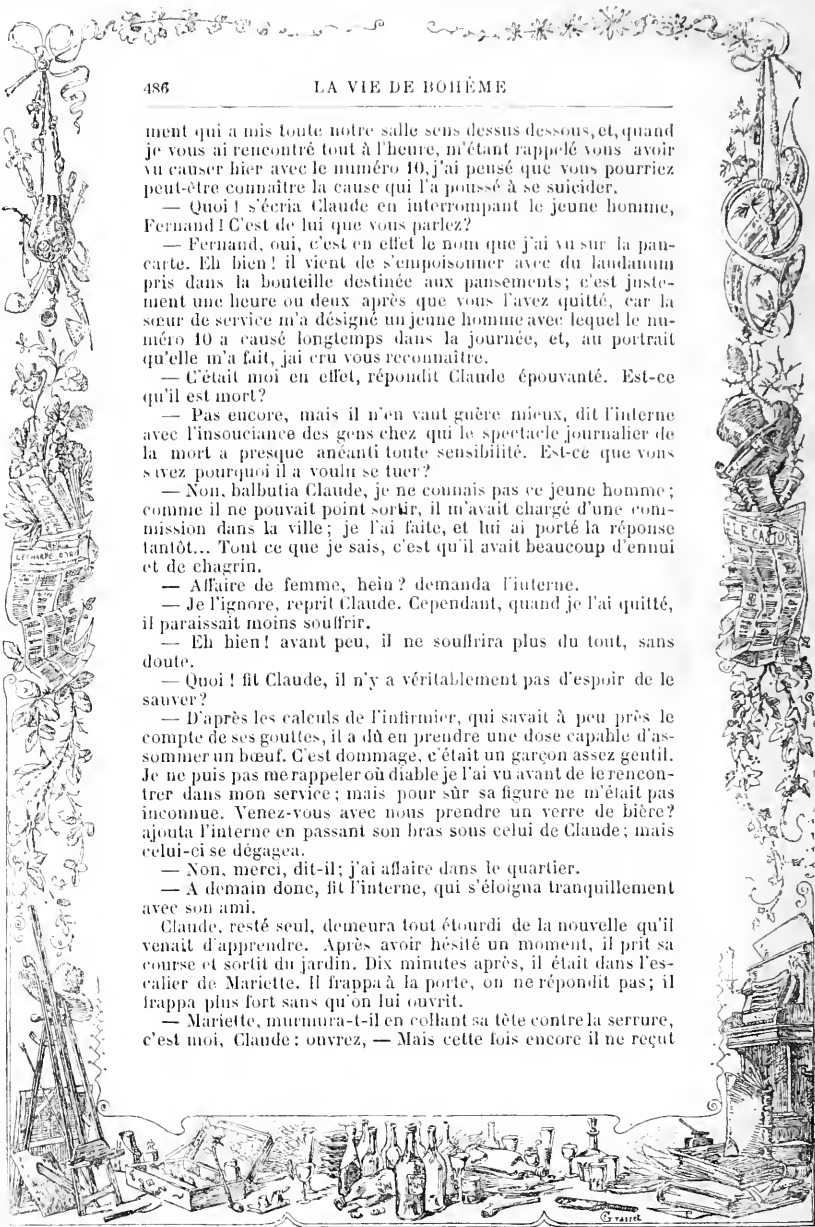 486 LA VIE DE BOHÈME
ment qui a mis toute notre salle sens dessus dessous, et, quand
je vous ai rencontré tout à l'heure, m'étant rappelé vous avoir
vu causer hier avec le numéro 10, j'ai pensé que vous pourriez
peut-être connaître la cause qui l'a poussé à se suicider.
— Quoi ! s'écria Claude en interrompant le jeune homme,
Fernand ! C'est de lui que vous parlez?
— Fernand, oui, c'est en effet le nom que j'ai vu sur la pan-
carte. Eh bien ! il vient de s'empoisonner avec du laudanum
pris dans la bouteille destinée aux pansements; c'est juste-
ment une heure ou deux après que vous l'avez quitté, car la
sœur de service m'a désigné un jeune homme avec lequel le nu-
méro 10 a causé longtemps dans la journée, et, au portrait
qu'elle m'a fait, jai cru vous reconnaître.
— C'était moi en effet, répondit Claude épouvanté. Est-ce
qu'il est mort?
— Pas encore, mais il n'en vaut guère mieux, dit l'interne
avec l'insouciance des gens chez qui le spectacle journalier de
la mort a presque anéanti toute sensibilité. Est-ce que vous
savez pourquoi il a voulu se tuer?
— Non, balbutia Claude, je ne connais pas ce jeune homme;
comme il ne pouvait point sortir, il m'avait chargé d'une com-
mission dans la ville; je l'ai faite, et lui ai porté la réponse
tantôt... Tout ce que je sais, c'est qu'il avait beaucoup d'ennui
et de chagrin.
— Affaire de femme, hein? demanda l'interne.
— Je l'ignore, reprit Claude. Cependant, quand je l'ai quitté,
il paraissait moins souffrir.
— Eh bien! avant peu, il ne souffrira plus du tout, sans
doute.
— Quoi ! fit Claude, il n'y a véritablement pas d'espoir de le
sauver?
— D'après les calculs de l'infirmier, qui savait à peu près le
compte de ses gouttes, il a dû en prendre une dose capable d'as-
sommer un bœuf. C'est dommage, c'était un garçon assez gentil.
Je ne puis pas me rappeler où diable je l'ai vu avant de le rencon-
trer dans mon service; mais pour sûr sa figure ne m'était pas
inconnue. Venez-vous avec nous prendre un verre de bière?
ajouta l'interne en passant son bras sous celui de Claude; mais
celui-ci se dégagea.
— Non, merci, dit-il; j'ai affaire dans le quartier.
— A demain donc, fit l'interne, qui s'éloigna tranquillement
avec son ami.
Claude, resté seul, demeura tout étourdi de la nouvelle qu'il
venait d'apprendre. Après avoir hésité un moment, il prit sa
course et sortit du jardin. Dix minutes après, il était dans l'es-
calier de Mariette. Il frappa à la porte, on ne répondit pas; il
frappa plus fort sans qu'on lui ouvrit.
— Mariette, murmura-t-il en collant sa tête contre la serrure,
c'est moi, Claude: ouvrez, — Mais cette fois encore il ne reçut
LE CASTOR
Grasset